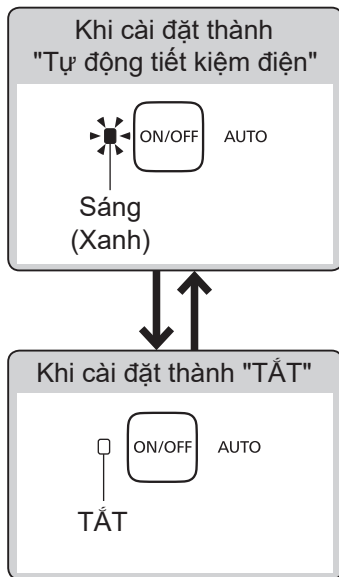 Khi cài đặt thành
"Tự động tiết kiệm điện"
ON/OFF AUTO
Sáng
(Xanh)
Khi cài đặt thành "TẮT"
ON/OFF AUTO
TẮT